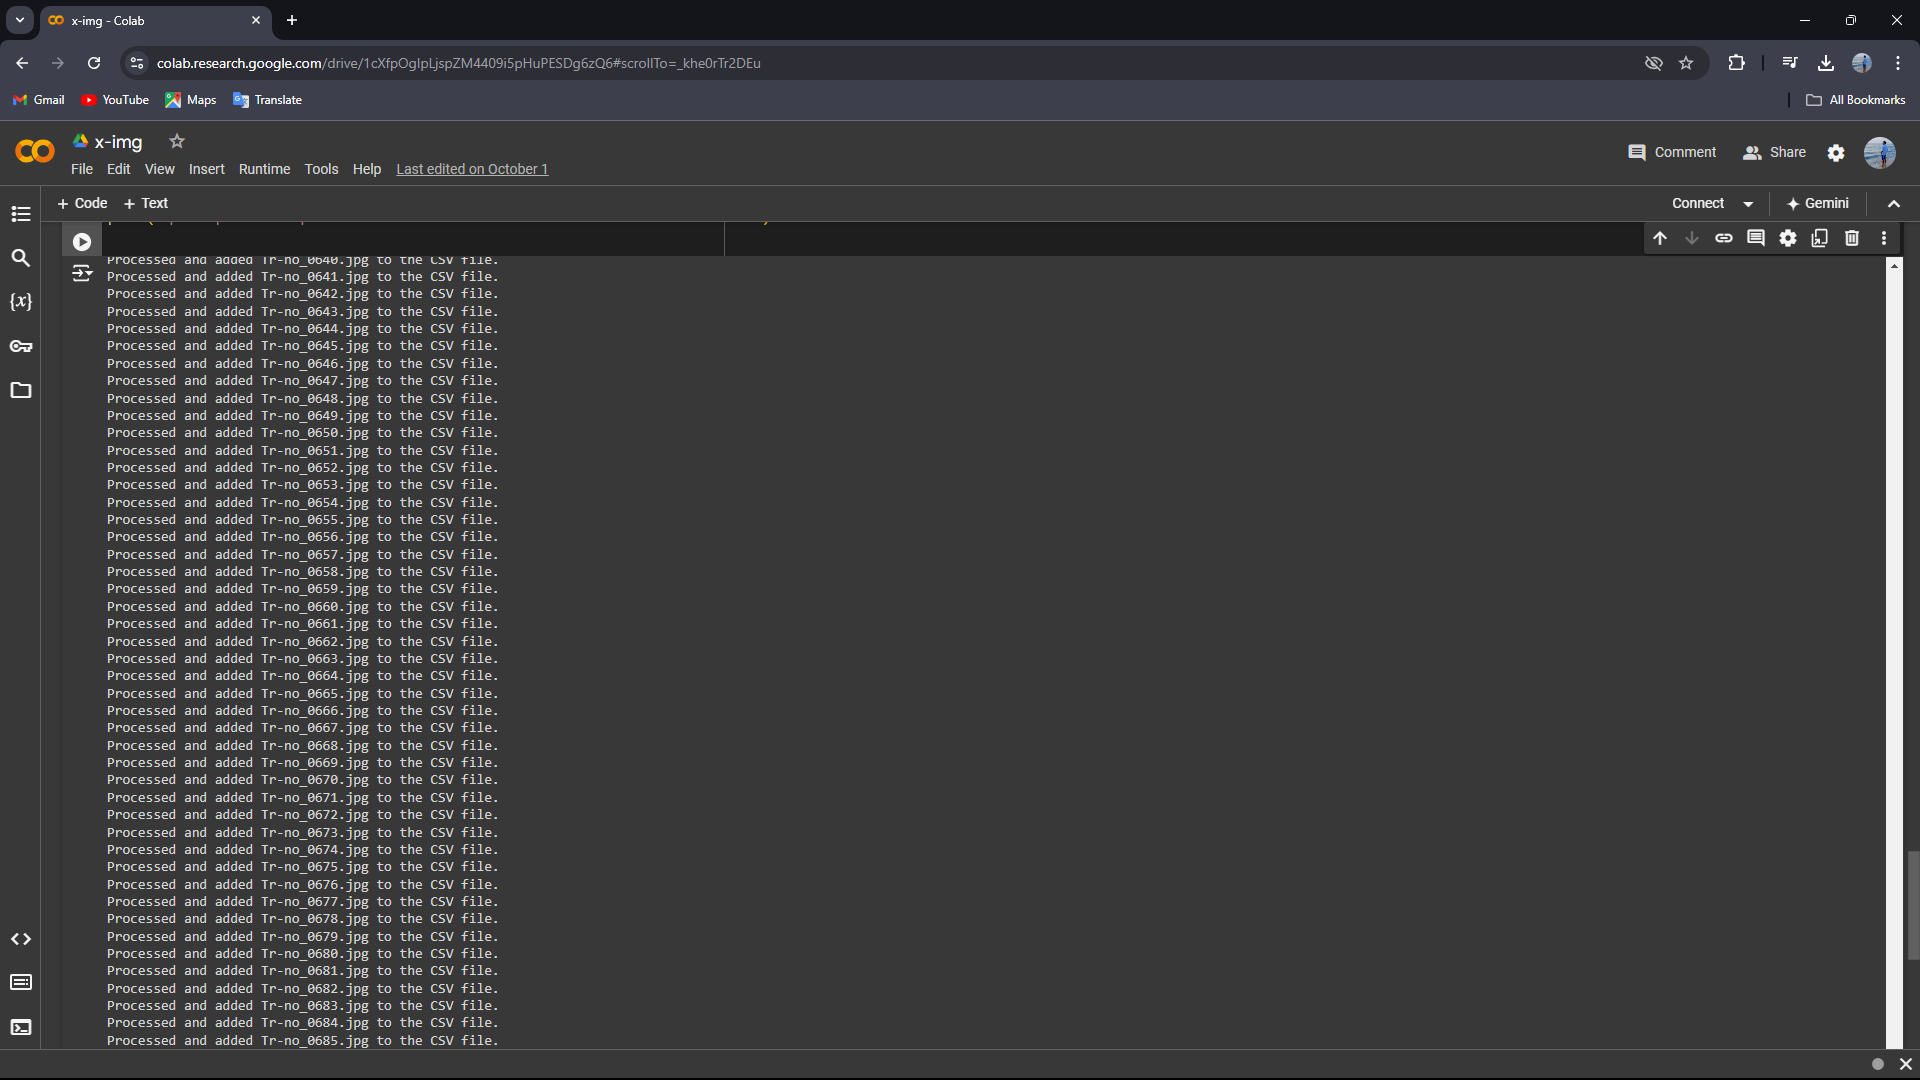 x-img - Colab
colab.research.google.com/drive/1cXfpOglpLjspZM4409i5pHuPESDg6zQ6#scrollTo=_khe0rTr2DEu
Gmail YouTube Maps Translate All Bookmarks
x-img
Comment Share
File Edit View Insert Runtime Tools Help Last edited on October 1
+ Code + Text Connect Gemini
Processed and added Tr-no_0640.jpg to the CSV file.
Processed and added Tr-no_0641.jpg to the CSV file.
Processed and added Tr-no_0642.jpg to the CSV file.
Processed and added Tr-no_0643.jpg to the CSV file.
Processed and added Tr-no_0644.jpg to the CSV file.
Processed and added Tr-no_0645.jpg to the CSV file.
Processed and added Tr-no_0646.jpg to the CSV file.
Processed and added Tr-no_0647.jpg to the CSV file.
Processed and added Tr-no_0648.jpg to the CSV file.
Processed and added Tr-no_0649.jpg to the CSV file.
Processed and added Tr-no_0650.jpg to the CSV file.
Processed and added Tr-no_0651.jpg to the CSV file.
Processed and added Tr-no_0652.jpg to the CSV file.
Processed and added Tr-no_0653.jpg to the CSV file.
Processed and added Tr-no_0654.jpg to the CSV file.
Processed and added Tr-no_0655.jpg to the CSV file.
Processed and added Tr-no_0656.jpg to the CSV file.
Processed and added Tr-no_0657.jpg to the CSV file.
Processed and added Tr-no_0658.jpg to the CSV file.
Processed and added Tr-no_0659.jpg to the CSV file.
Processed and added Tr-no_0660.jpg to the CSV file.
Processed and added Tr-no_0661.jpg to the CSV file.
Processed and added Tr-no_0662.jpg to the CSV file.
Processed and added Tr-no_0663.jpg to the CSV file.
Processed and added Tr-no_0664.jpg to the CSV file.
Processed and added Tr-no_0665.jpg to the CSV file.
Processed and added Tr-no_0666.jpg to the CSV file.
Processed and added Tr-no_0667.jpg to the CSV file.
Processed and added Tr-no_0668.jpg to the CSV file.
Processed and added Tr-no_0669.jpg to the CSV file.
Processed and added Tr-no_0670.jpg to the CSV file.
Processed and added Tr-no_0671.jpg to the CSV file.
Processed and added Tr-no_0672.jpg to the CSV file.
Processed and added Tr-no_0673.jpg to the CSV file.
Processed and added Tr-no_0674.jpg to the CSV file.
Processed and added Tr-no_0675.jpg to the CSV file.
Processed and added Tr-no_0676.jpg to the CSV file.
Processed and added Tr-no_0677.jpg to the CSV file.
Processed and added Tr-no_0678.jpg to the CSV file.
Processed and added Tr-no_0679.jpg to the CSV file.
Processed and added Tr-no_0680.jpg to the CSV file.
Processed and added Tr-no_0681.jpg to the CSV file.
Processed and added Tr-no_0682.jpg to the CSV file.
Processed and added Tr-no_0683.jpg to the CSV file.
Processed and added Tr-no_0684.jpg to the CSV file.
Processed and added Tr-no_0685.jpg to the CSV file.